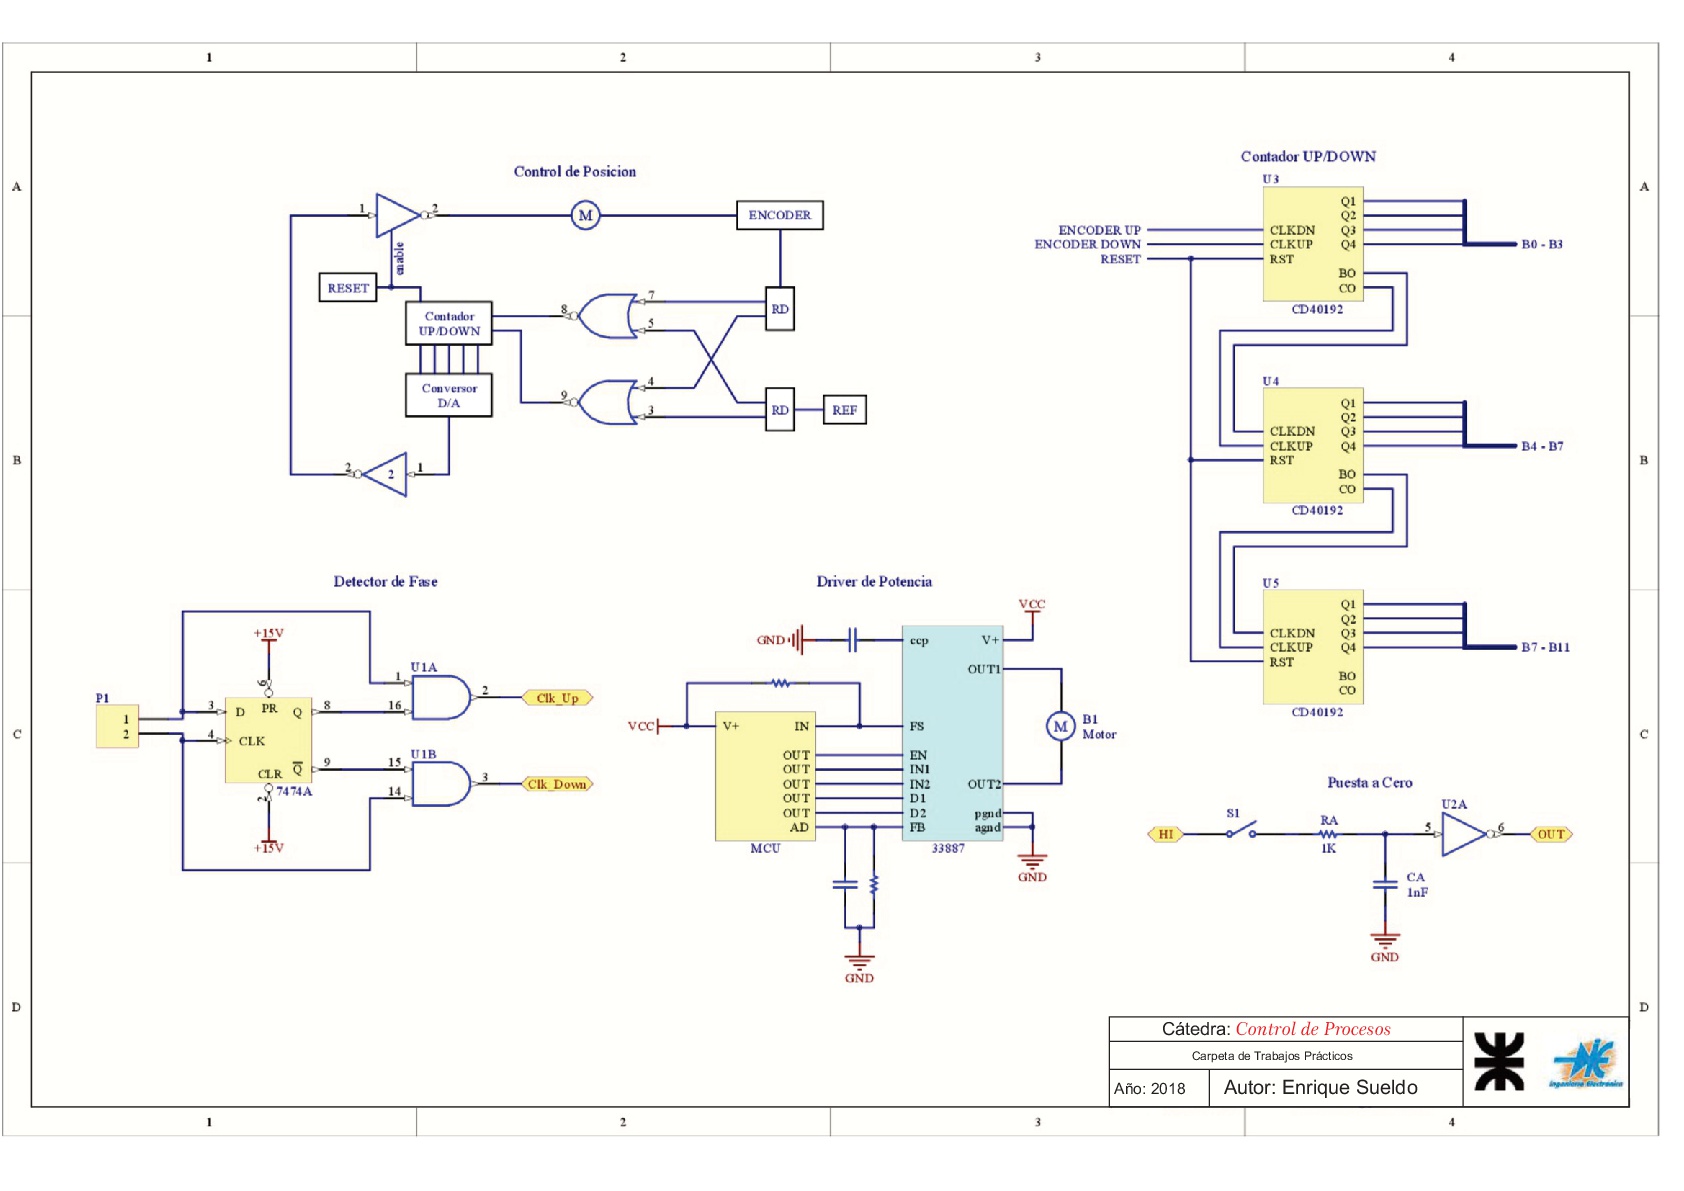 1 2 3 4
A A
B B
C C
D D
Control de Posicion
1
2
M
ENCODER
enable
RESET
Contador
UP/DOWN
8
7
5
RD
Conversor
D/A
9
4
3
RD
REF
2
2
1
Contador UP/DOWN
U3
ENCODER UP
ENCODER DOWN
RESET
CLKDN
CLKUP
RST
Q1
Q2
Q3
Q4
BO
CO
B0 - B3
CD40192
U4
CLKDN
CLKUP
RST
Q1
Q2
Q3
Q4
BO
CO
B4 - B7
CD40192
U5
CLKDN
CLKUP
RST
Q1
Q2
Q3
Q4
BO
CO
B7 - B11
CD40192
Detector de Fase
+15V
6
P1
1
2
3
4
D
PR
Q
CLK
CLR
Q
8
9
2
7474A
+15V
U1A
1
16
2
Clk_Up
U1B
15
14
3
Clk_Down
Driver de Potencia
GND
VCC
VCC
V+
IN
OUT
OUT
OUT
OUT
OUT
AD
MCU
ccp
FS
EN
IN1
IN2
D1
D2
FB
V+
OUT1
OUT2
pgnd
agnd
33887
M
B1
Motor
GND
GND
Puesta a Cero
HI
S1
RA
1K
5
U2A
6
OUT
CA
1nF
GND
Cátedra: Control de Procesos
Carpeta de Trabajos Prácticos
Año: 2018
Autor: Enrique Sueldo
Ingeniería Electrónica
1 2 3 4